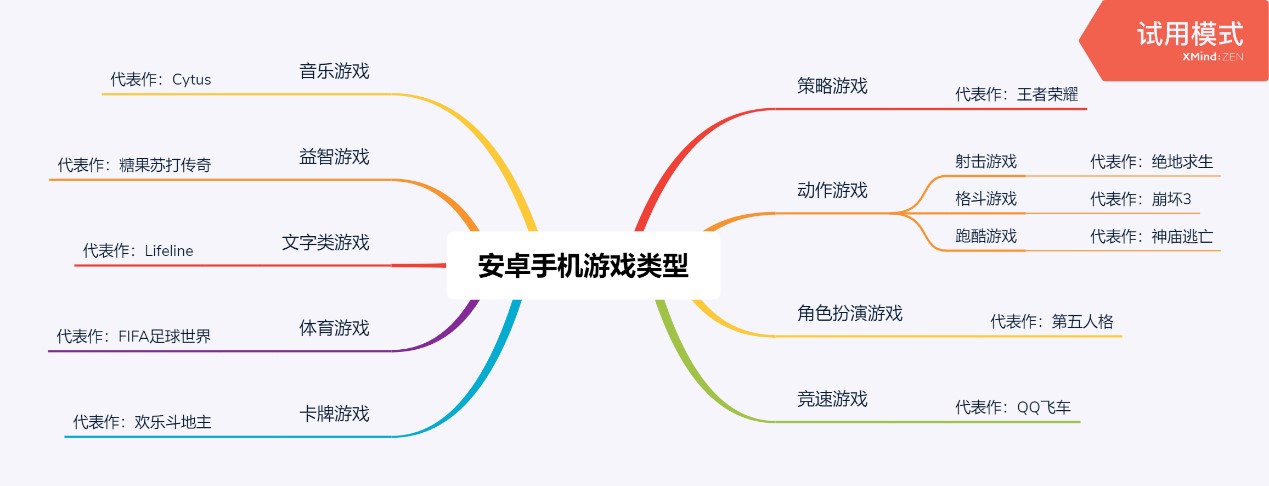 试用模式
XMind:ZEN
安卓手机游戏类型
策略游戏
代表作：王者荣耀
动作游戏
射击游戏
代表作：绝地求生
格斗游戏
代表作：崩坏3
跑酷游戏
代表作：神庙逃亡
角色扮演游戏
代表作：第五人格
竞速游戏
代表作：QQ飞车
音乐游戏
代表作：Cytus
益智游戏
代表作：糖果苏打传奇
文字类游戏
代表作：Lifeline
体育游戏
代表作：FIFA足球世界
卡牌游戏
代表作：欢乐斗地主